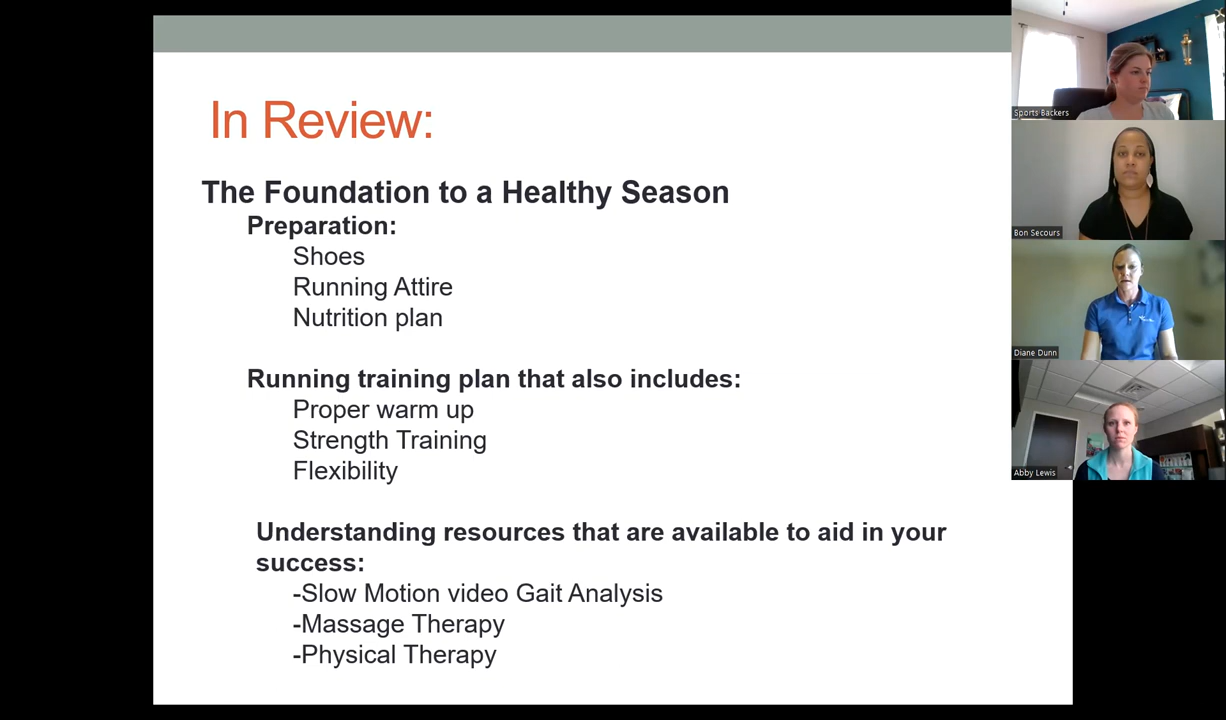 In Review:
The Foundation to a Healthy Season
Preparation:
Shoes
Running Attire
Nutrition plan
Running training plan that also includes:
Proper warm up
Strength Training
Flexibility
Understanding resources that are available to aid in your
success:
-Slow Motion video Gait Analysis
-Massage Therapy
-Physical Therapy
Sports Backers
Bon Secours
Diane Dunn
Abby Lewis